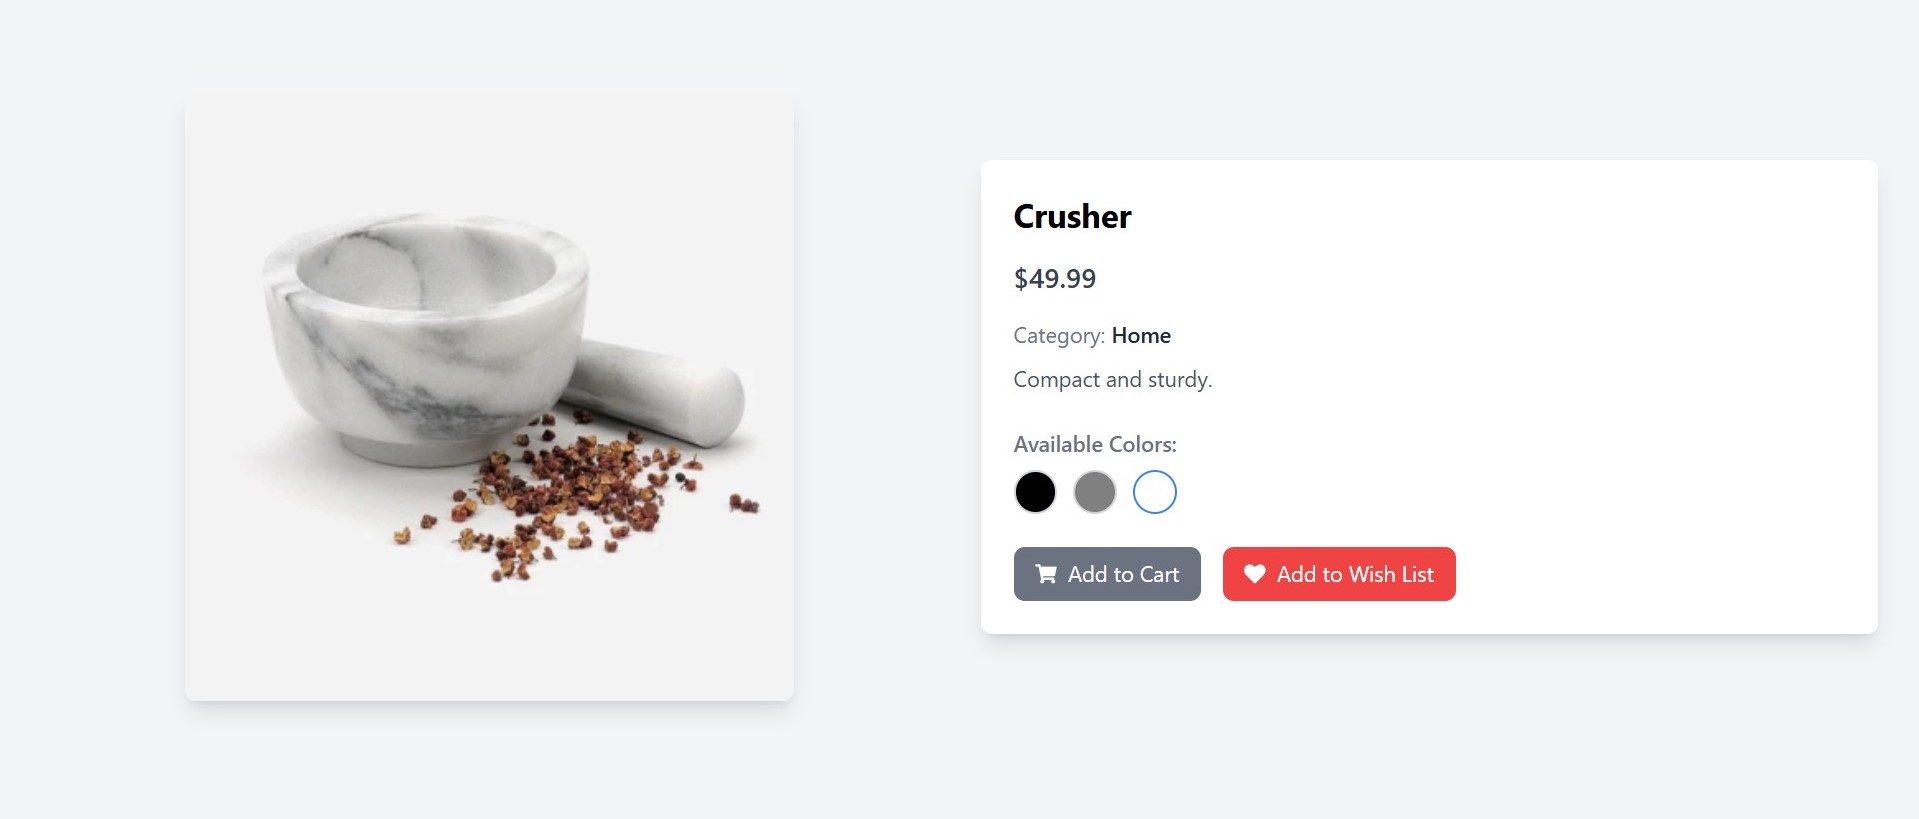 Crusher
$49.99
Category: Home
Compact and sturdy.
Available Colors:
Add to Cart
Add to Wish List